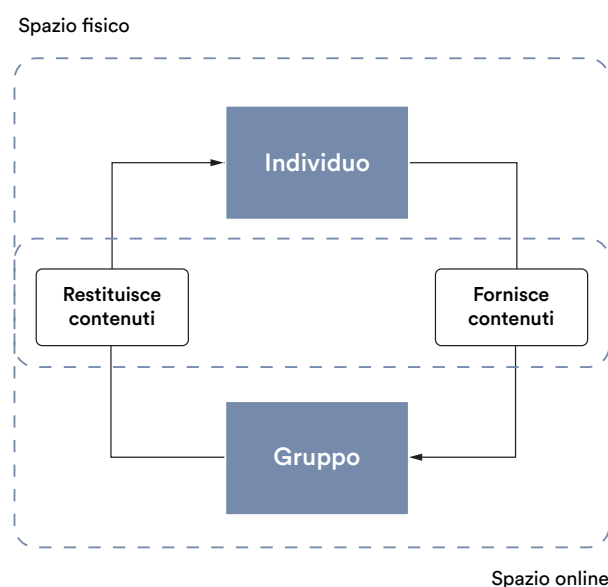 Spazio fisico
Individuo
Restituisce
contenuti
Fornisce
contenuti
Gruppo
Spazio online